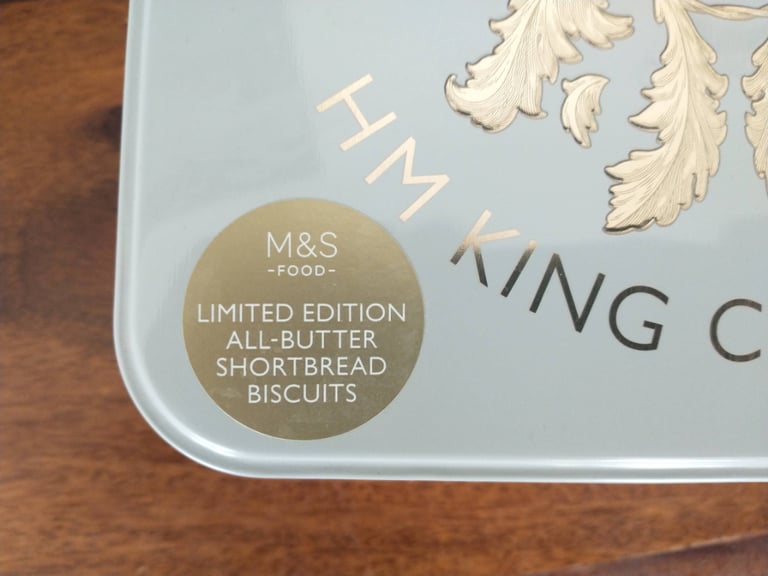 HM KING C
M&S
-FOOD-
LIMITED EDITION
ALL-BUTTER
SHORTBREAD
BISCUITS